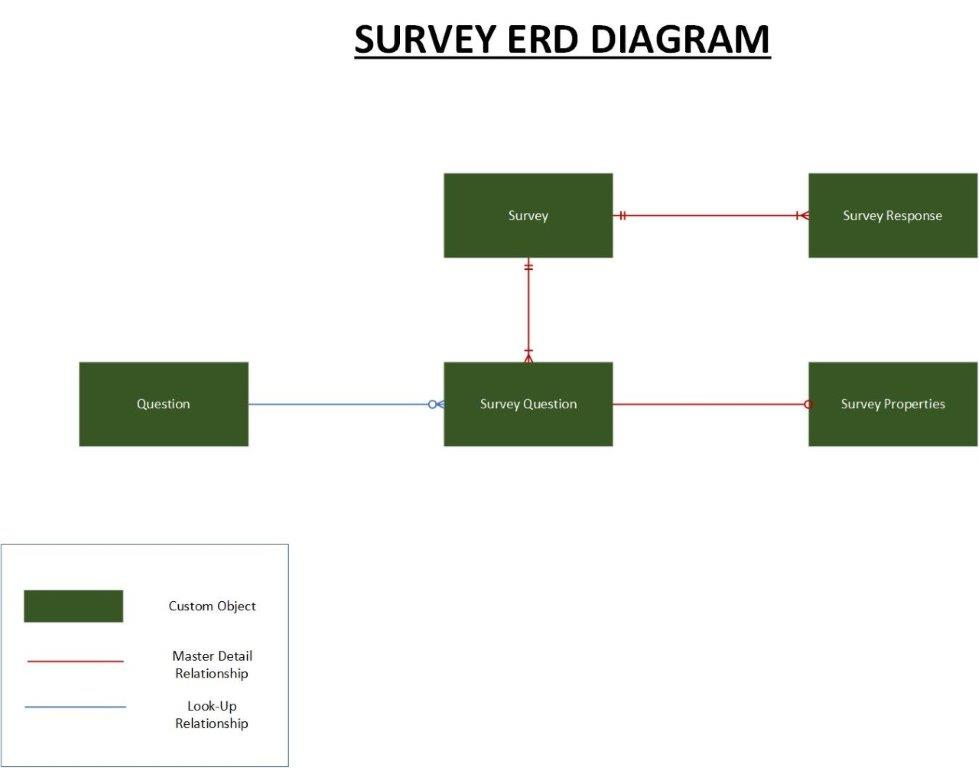 SURVEY ERD DIAGRAM
Survey
Survey Response
Question
Survey Question
Survey Properties
Custom Object
Master Detail
Relationship
Look-Up
Relationship